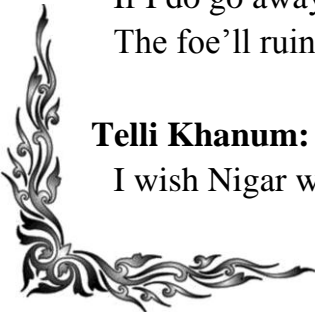 If I do go away
The foe’ll ruin
Telli Khanum:
I wish Nigar w